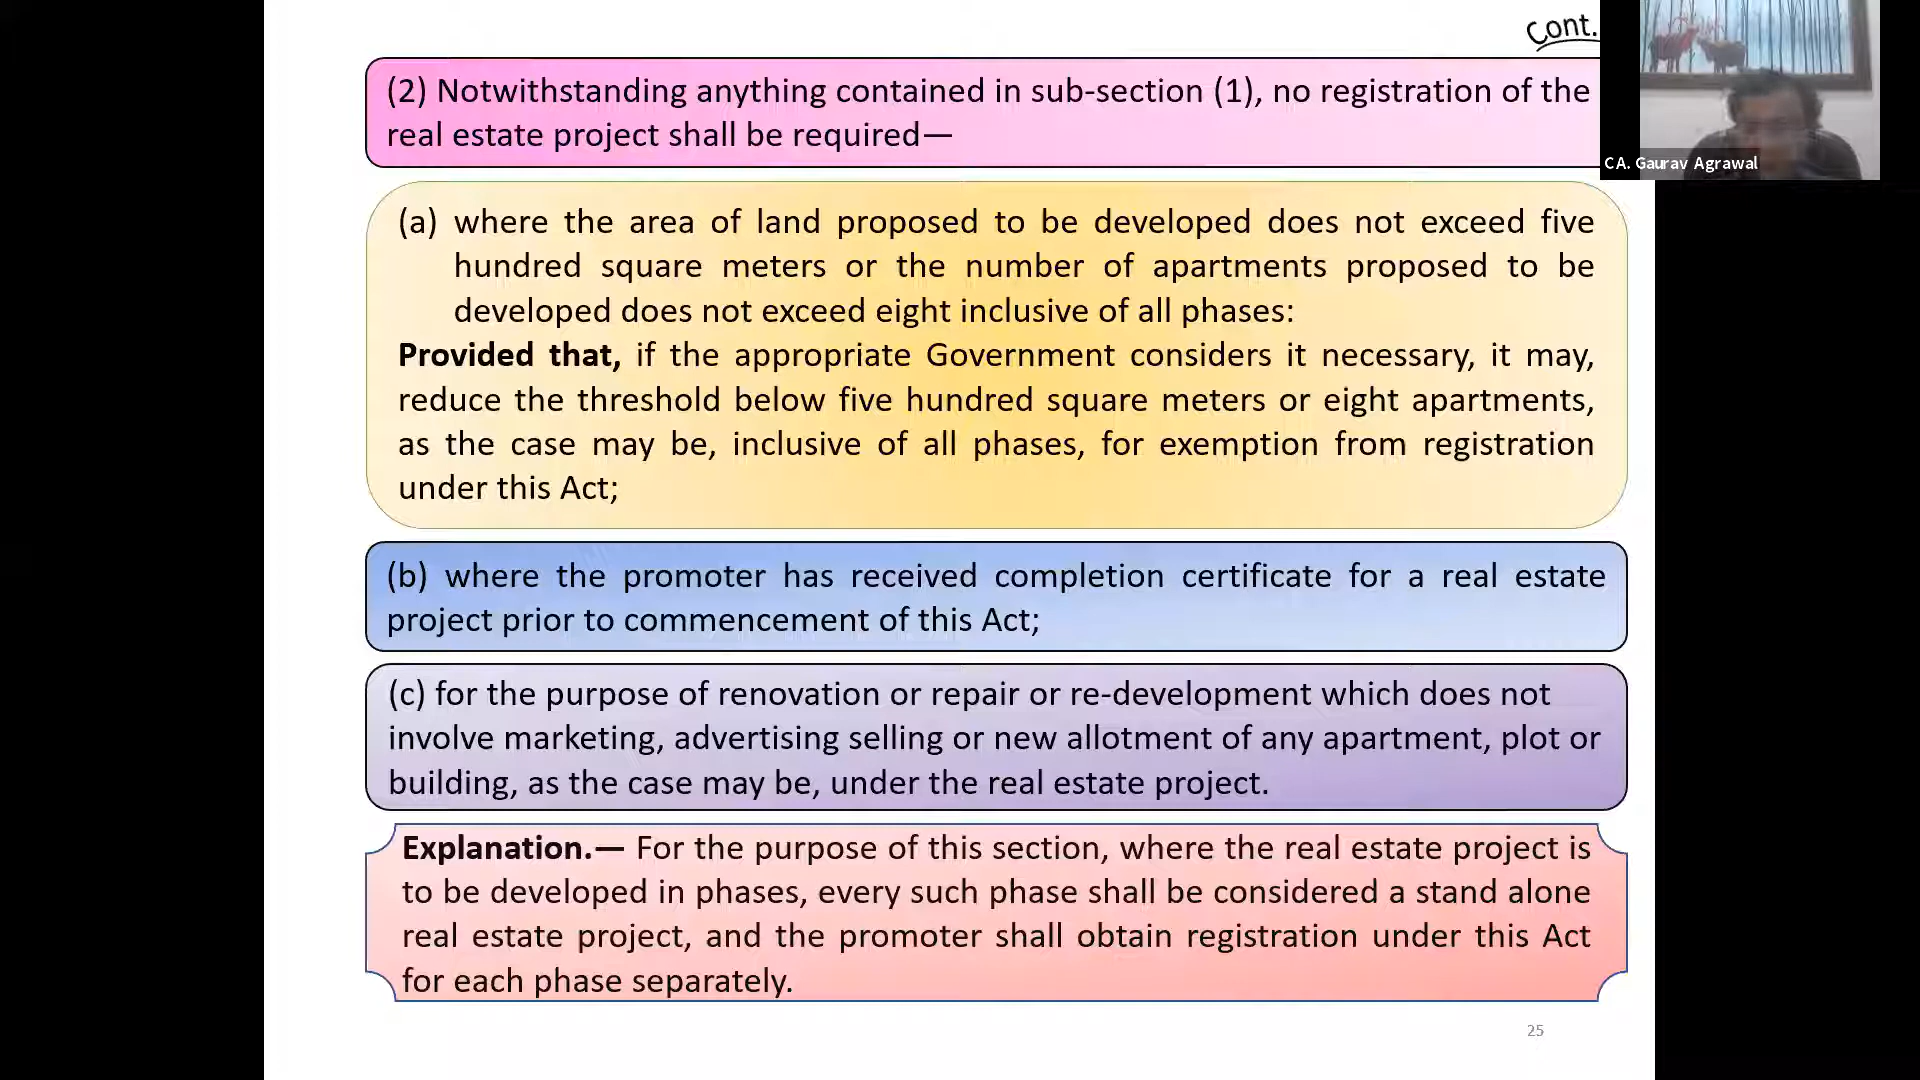 Cont.
(2) Notwithstanding anything contained in sub-section (1), no registration of the
real estate project shall be required—
CA. Gaurav Agrawal
(a) where the area of land proposed to be developed does not exceed five
hundred square meters or the number of apartments proposed to be
developed does not exceed eight inclusive of all phases:
Provided that, if the appropriate Government considers it necessary, it may,
reduce the threshold below five hundred square meters or eight apartments,
as the case may be, inclusive of all phases, for exemption from registration
under this Act;
(b) where the promoter has received completion certificate for a real estate
project prior to commencement of this Act;
(c) for the purpose of renovation or repair or re-development which does not
involve marketing, advertising selling or new allotment of any apartment, plot or
building, as the case may be, under the real estate project.
Explanation.— For the purpose of this section, where the real estate project is
to be developed in phases, every such phase shall be considered a stand alone
real estate project, and the promoter shall obtain registration under this Act
for each phase separately.
25